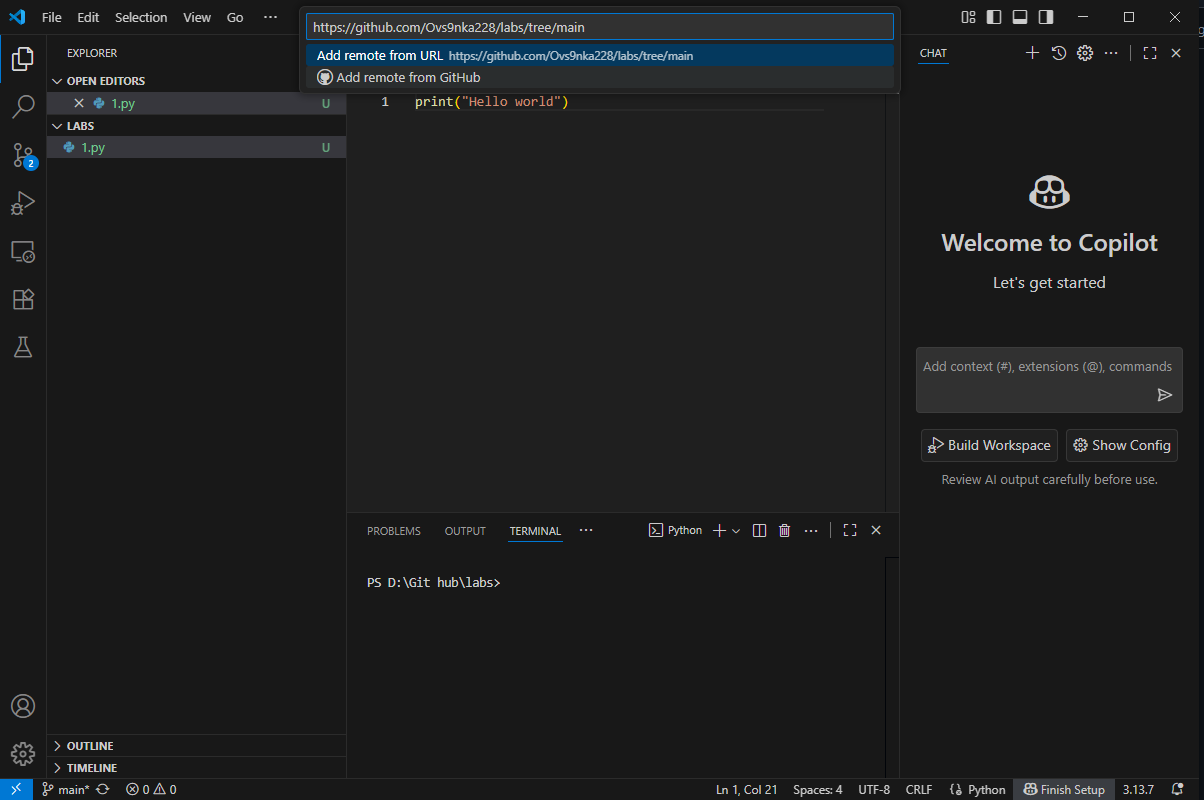 File Edit Selection View Go ···
https://github.com/Ovs9nka228/labs/tree/main
Add remote from URL https://github.com/Ovs9nka228/labs/tree/main
Add remote from GitHub
EXPLORER
OPEN EDITORS
1.py U
LABS
1.py U
2
1 print("Hello world")
CHAT
Welcome to Copilot
Let's get started
Add context (#), extensions (@), commands
Build Workspace Show Config
Review AI output carefully before use.
PROBLEMS OUTPUT TERMINAL ··· Python
PS D:\Git hub\labs>
OUTLINE
TIMELINE
main* 0 0 Ln 1, Col 21 Spaces: 4 UTF-8 CRLF Python Finish Setup 3.13.7